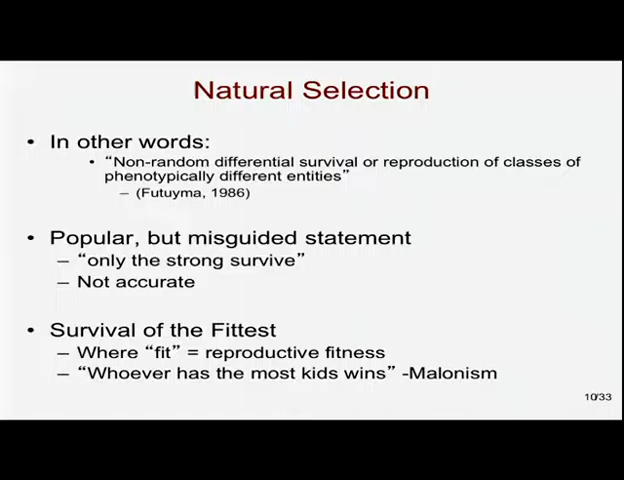 Natural Selection
• In other words:
• “Non-random differential survival or reproduction of classes of
phenotypically different entities”
– (Futuyma, 1986)
• Popular, but misguided statement
– “only the strong survive”
– Not accurate
• Survival of the Fittest
– Where “fit” = reproductive fitness
– “Whoever has the most kids wins” -Malonism
10/33